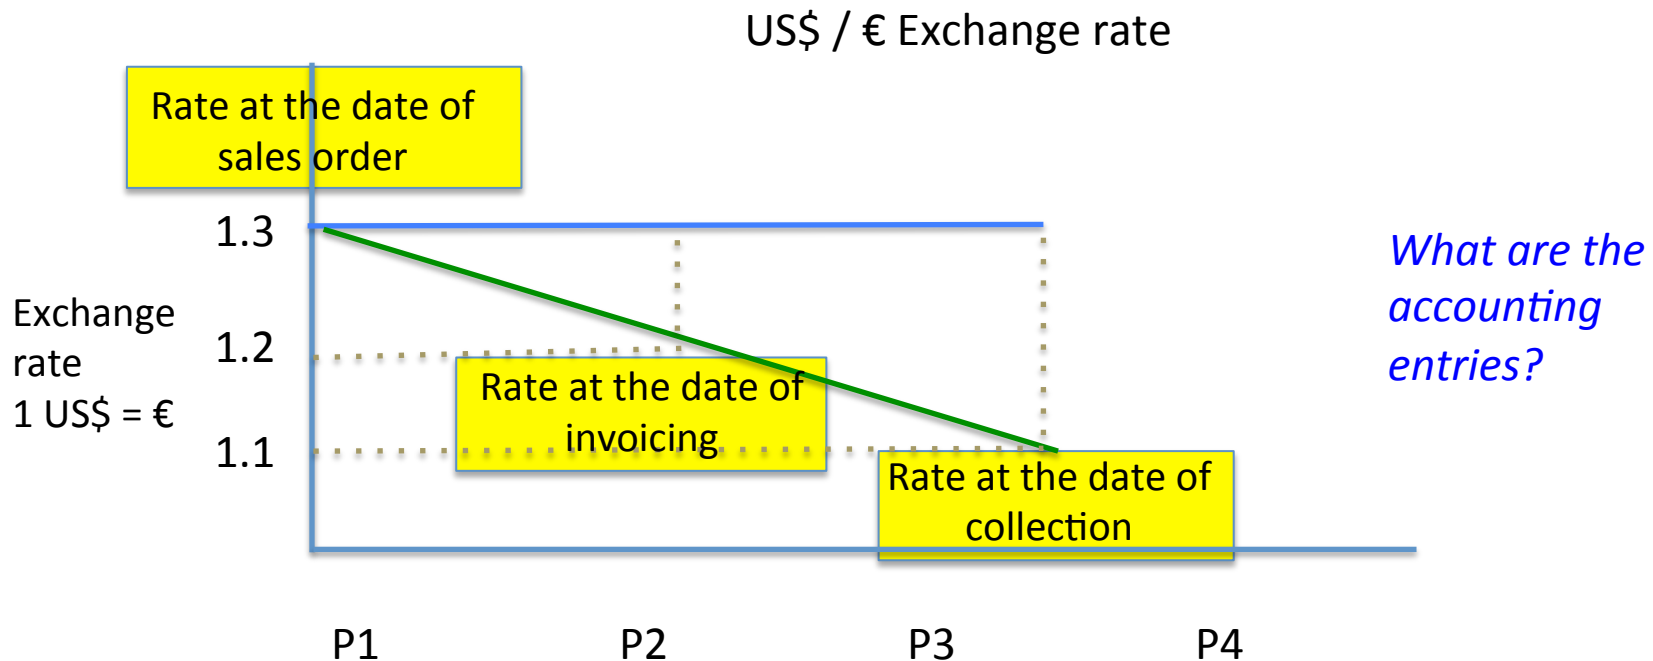 US$ / € Exchange rate
Rate at the date of
sales order
1.3
What are the
accounting
entries?
Exchange
rate
1 US$ = €
1.2
Rate at the date of
invoicing
1.1
Rate at the date of
collection
P1 P2 P3 P4